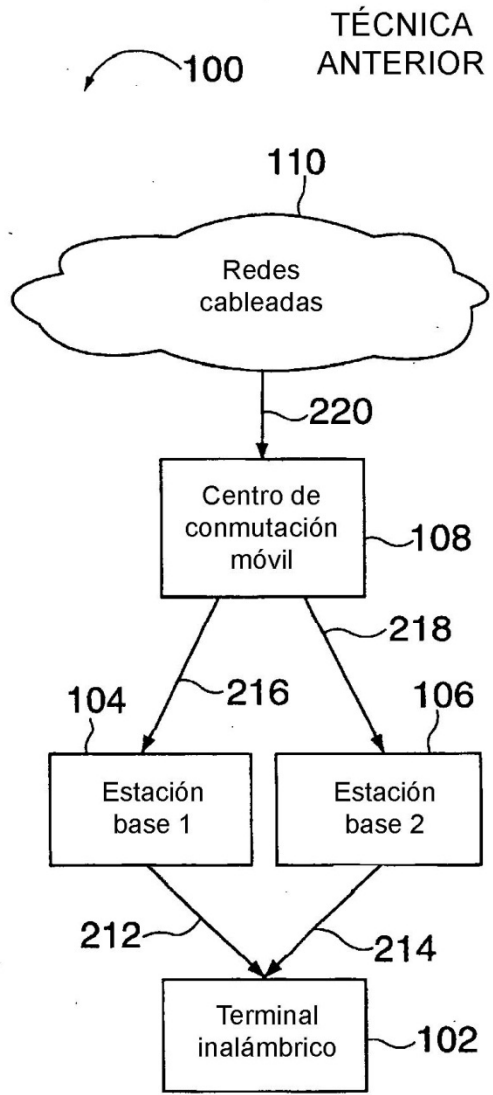 TÉCNICA
ANTERIOR
100
110
Redes
cableadas
220
Centro de
conmutación
móvil
108
218
216
104
106
Estación
base 1
Estación
base 2
212
214
Terminal
inalámbrico
102